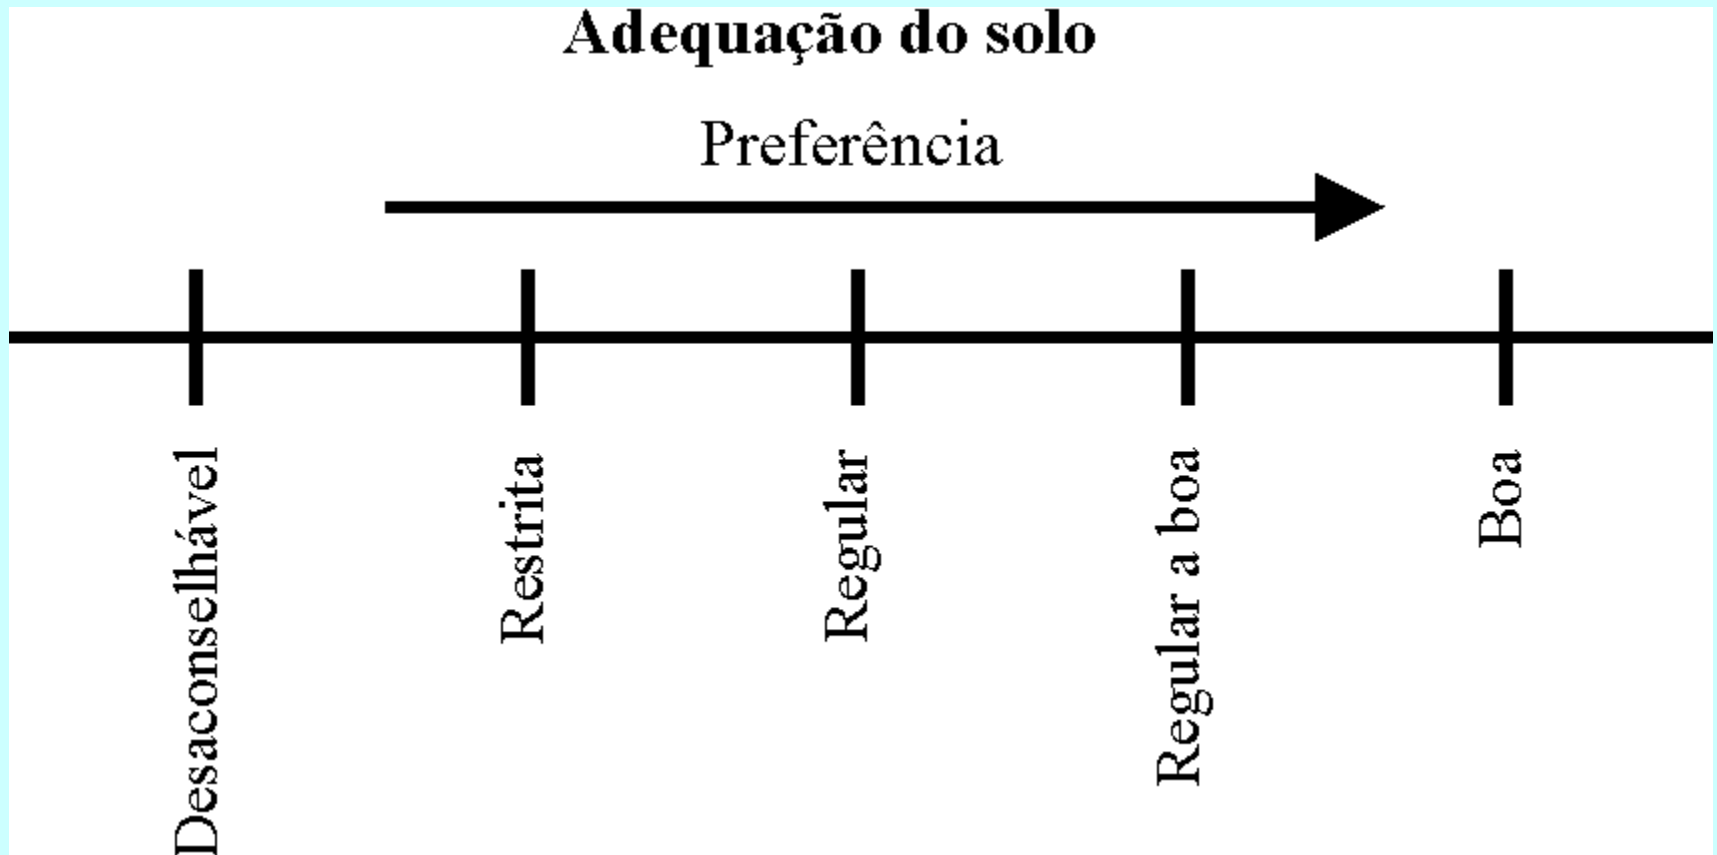 Adequação do solo
Preferência
Desaconselhável
Restrita
Regular
Regular a boa
Boa